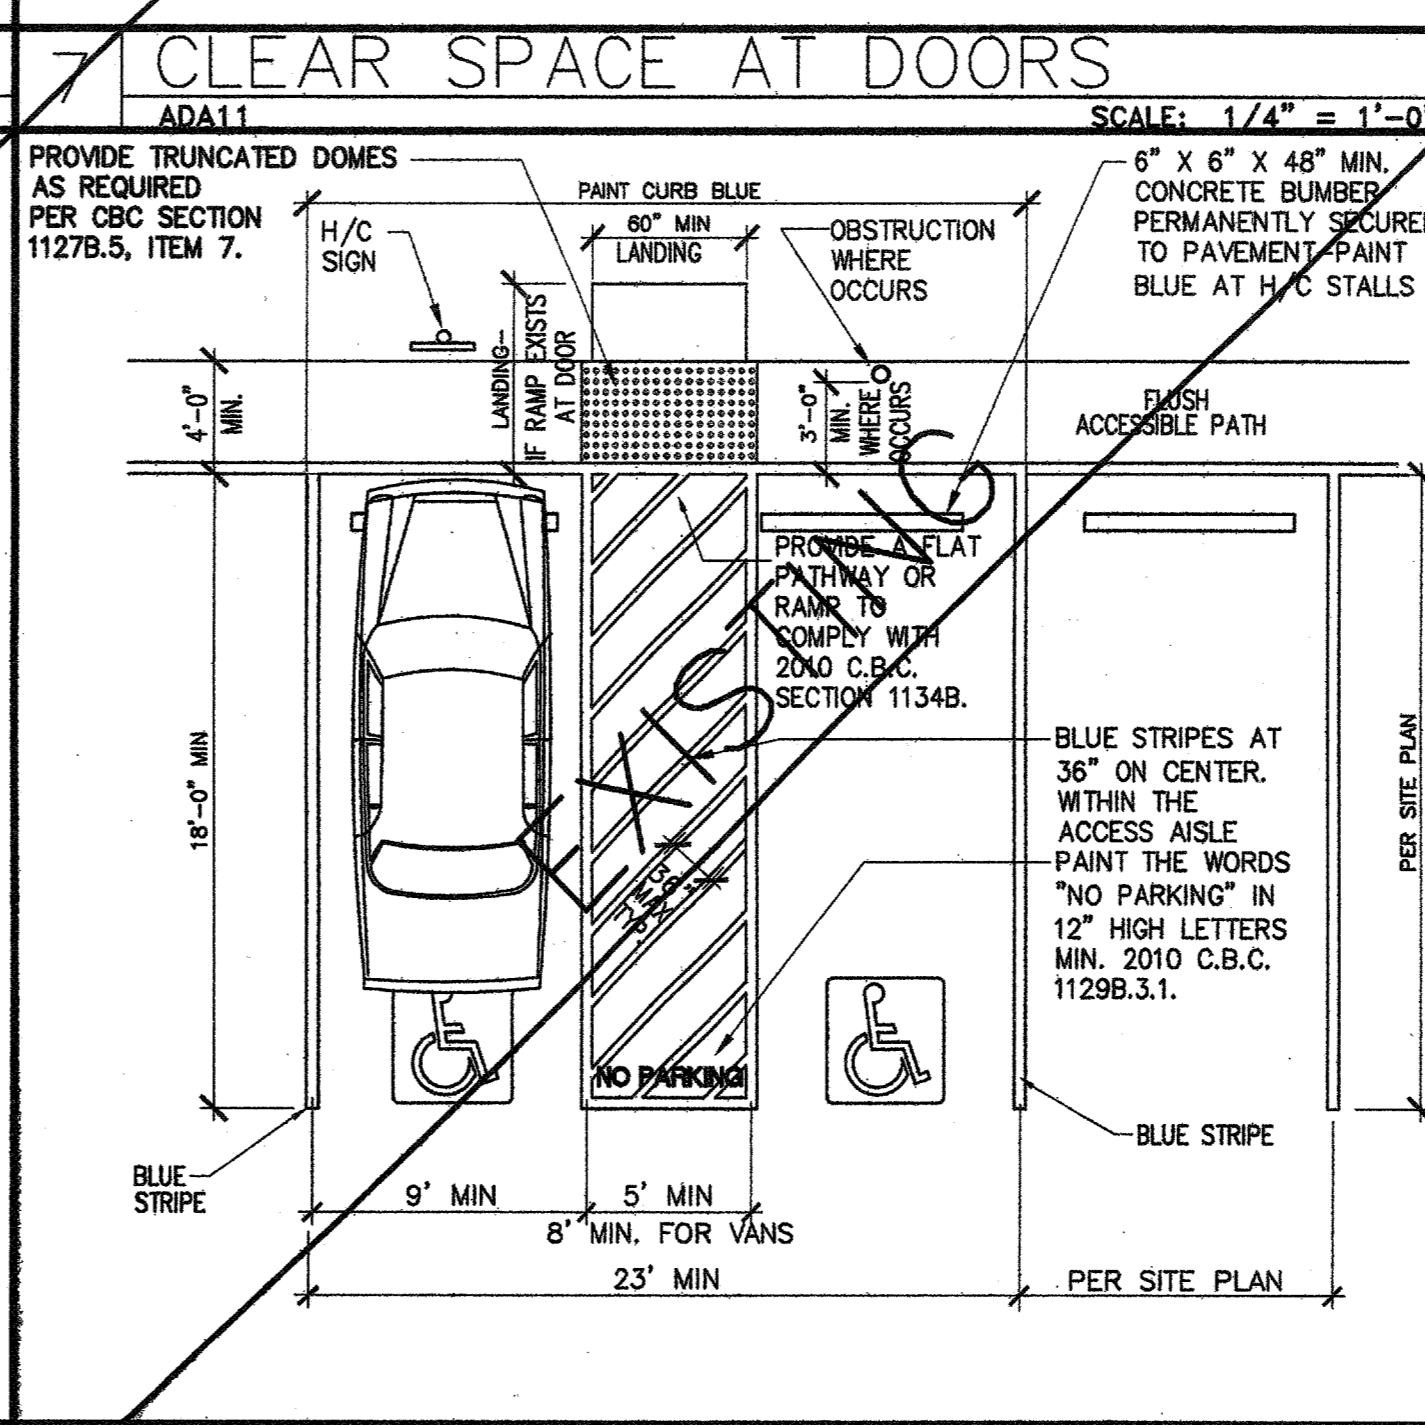 7
CLEAR SPACE AT DOORS
ADA11
SCALE: 1/4" = 1'-0"
PROVIDE TRUNCATED DOMES
AS REQUIRED
PER CBC SECTION
1127B.5, ITEM 7.
PAINT CURB BLUE
60" MIN
LANDING
H/C
SIGN
OBSTRUCTION
WHERE
OCCURS
6" X 6" X 48" MIN.
CONCRETE BUMBER
PERMANENTLY SECURED
TO PAVEMENT-PAINT
BLUE AT H/C STALLS
LANDING-
IF RAMP EXISTS
AT DOOR
4'-0"
MIN.
3'-0"
MIN.
WHERE
OCCURS
FLUSH
ACCESSIBLE PATH
PROVIDE A FLAT
PATHWAY OR
RAMP TO
COMPLY WITH
2010 C.B.C.
SECTION 1134B.
EXISTING
18'-0" MIN
BLUE STRIPES AT
36" ON CENTER.
WITHIN THE
ACCESS AISLE
PAINT THE WORDS
"NO PARKING" IN
12" HIGH LETTERS
MIN. 2010 C.B.C.
1129B.3.1.
PER SITE PLAN
36"
MAX
TYP.
NO PARKING
BLUE STRIPE
BLUE
STRIPE
9' MIN
5' MIN
8' MIN. FOR VANS
23' MIN
PER SITE PLAN